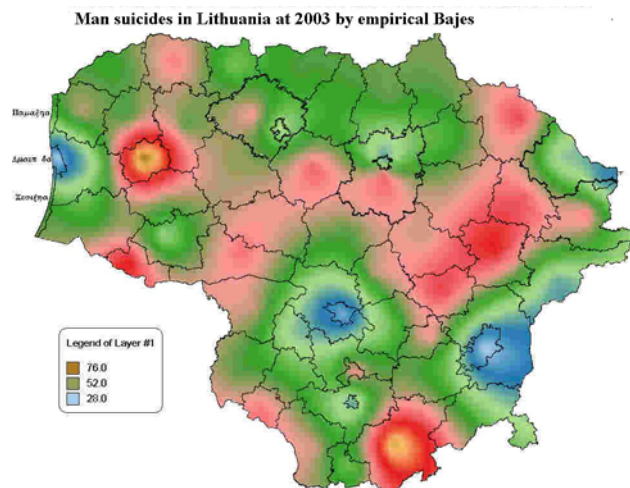 Man suicides in Lithuania at 2003 by empirical Bajes
Legend of Layer #1
76.0
52.0
28.0